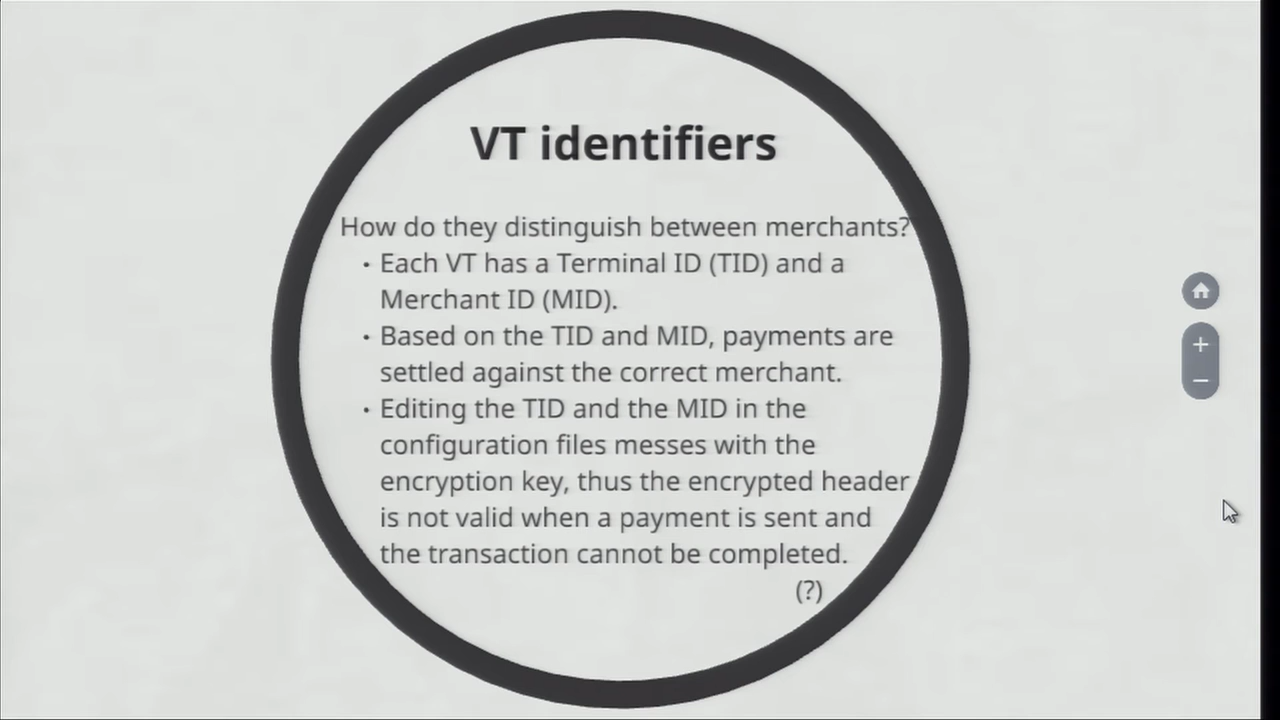 VT identifiers
How do they distinguish between merchants?
• Each VT has a Terminal ID (TID) and a
Merchant ID (MID).
• Based on the TID and MID, payments are
settled against the correct merchant.
• Editing the TID and the MID in the
configuration files messes with the
encryption key, thus the encrypted header
is not valid when a payment is sent and
the transaction cannot be completed.
(?)